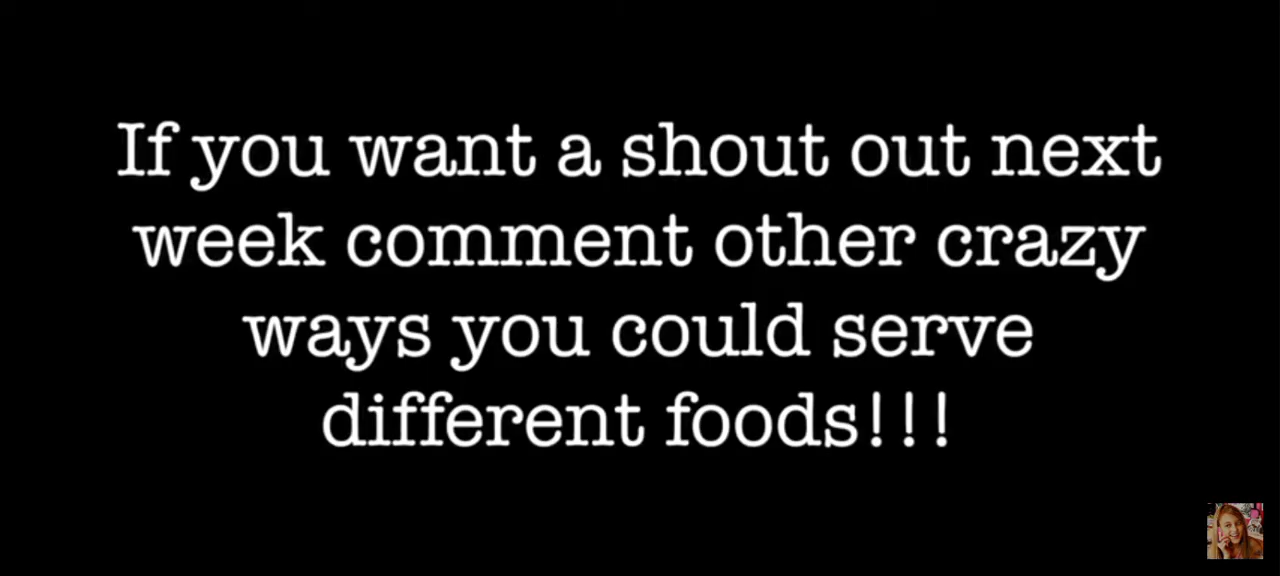 If you want a shout out next
week comment other crazy
ways you could serve
different foods!!!